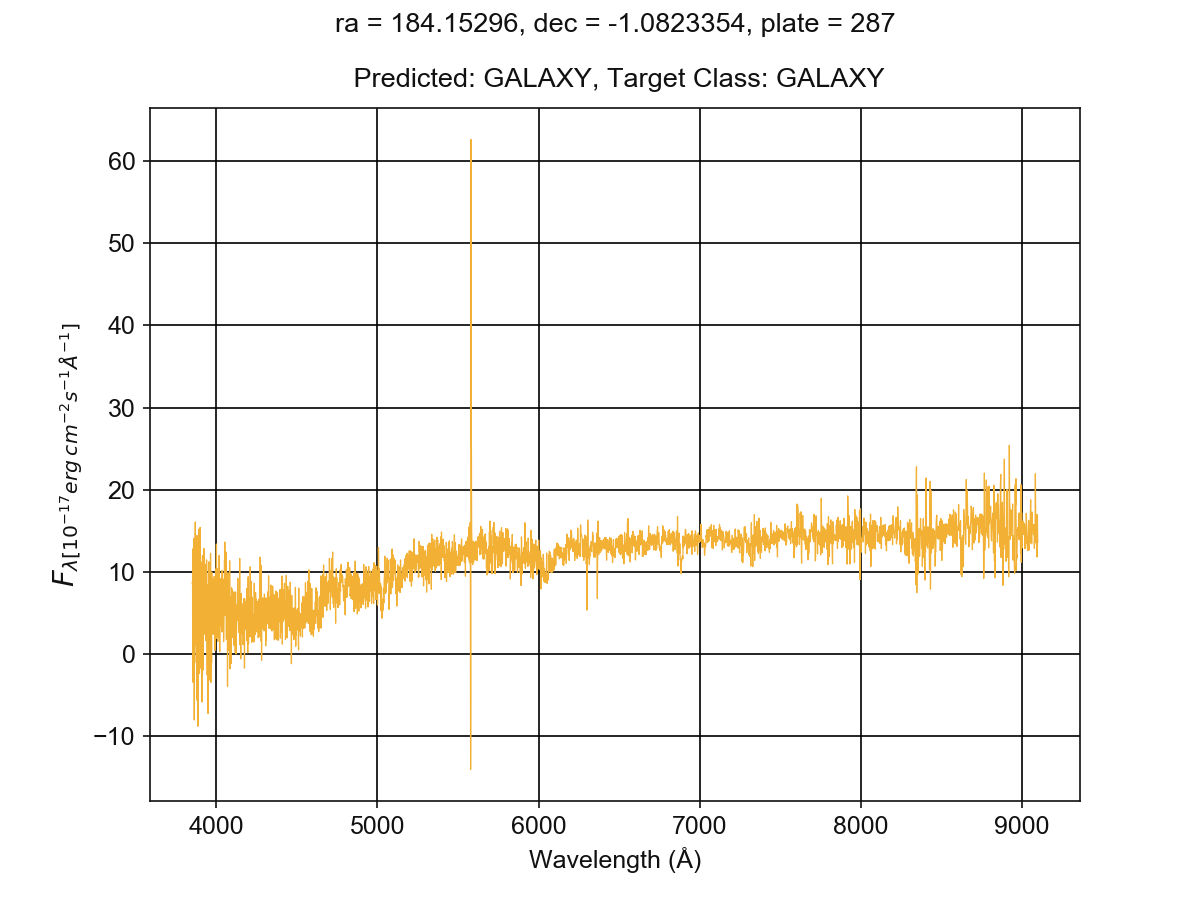 ra = 184.15296, dec = -1.0823354, plate = 287
Predicted: GALAXY, Target Class: GALAXY
60
50
40
30
20
10
0
−10
Fλ[10⁻¹⁷erg cm⁻²s⁻¹Å⁻¹]
4000 5000 6000 7000 8000 9000
Wavelength (Å)